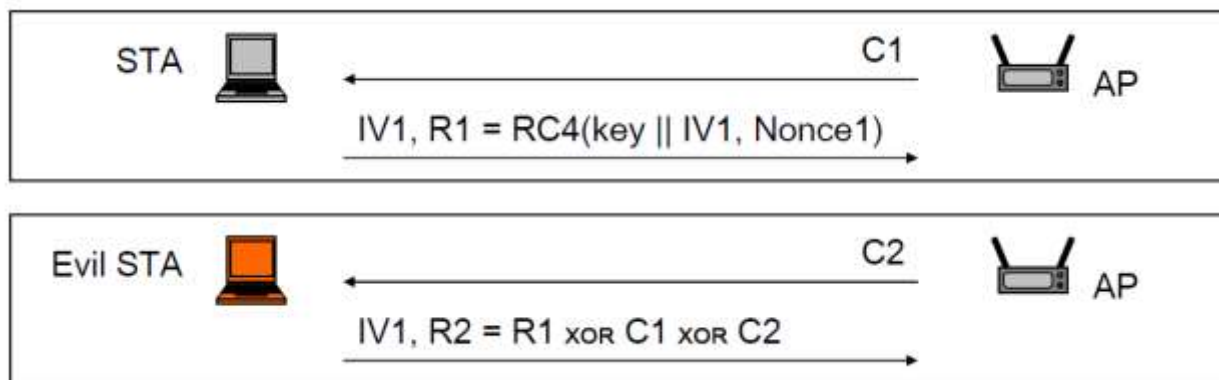 C1
STA
AP
IV1, R1 = RC4(key || IV1, Nonce1)
C2
Evil STA
AP
IV1, R2 = R1 XOR C1 XOR C2